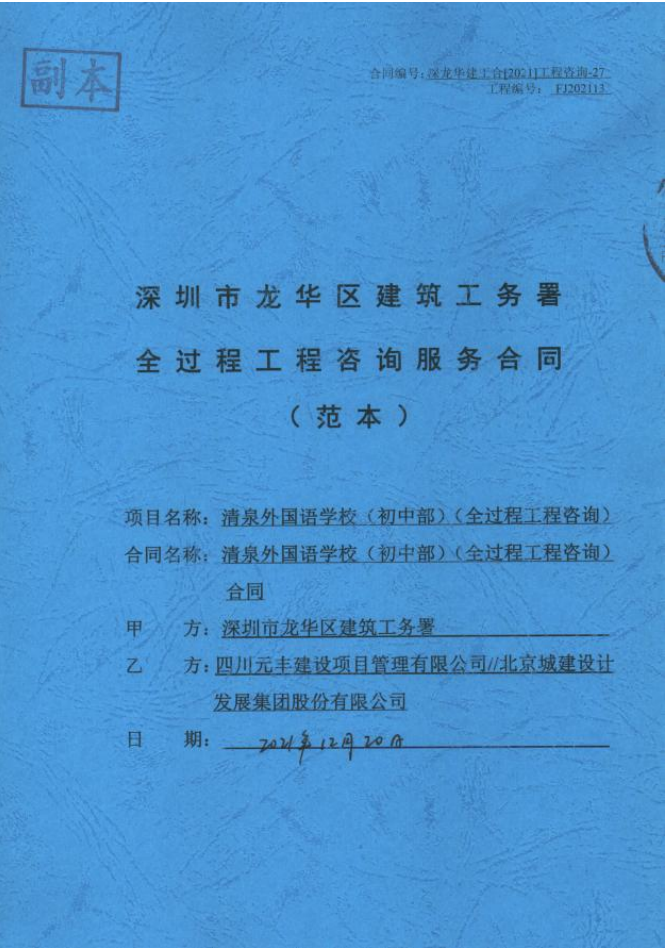 副本
合同编号：深龙华建工合[2021]工程咨询-27
工程编号： FJ202113
深圳市龙华区建筑工务署
全过程工程咨询服务合同
（范本）
项目名称：清泉外国语学校（初中部）（全过程工程咨询）
合同名称：清泉外国语学校（初中部）（全过程工程咨询）
合同
甲 方：深圳市龙华区建筑工务署
乙 方：四川元丰建设项目管理有限公司//北京城建设计
发展集团股份有限公司
日 期：2021年12月20日